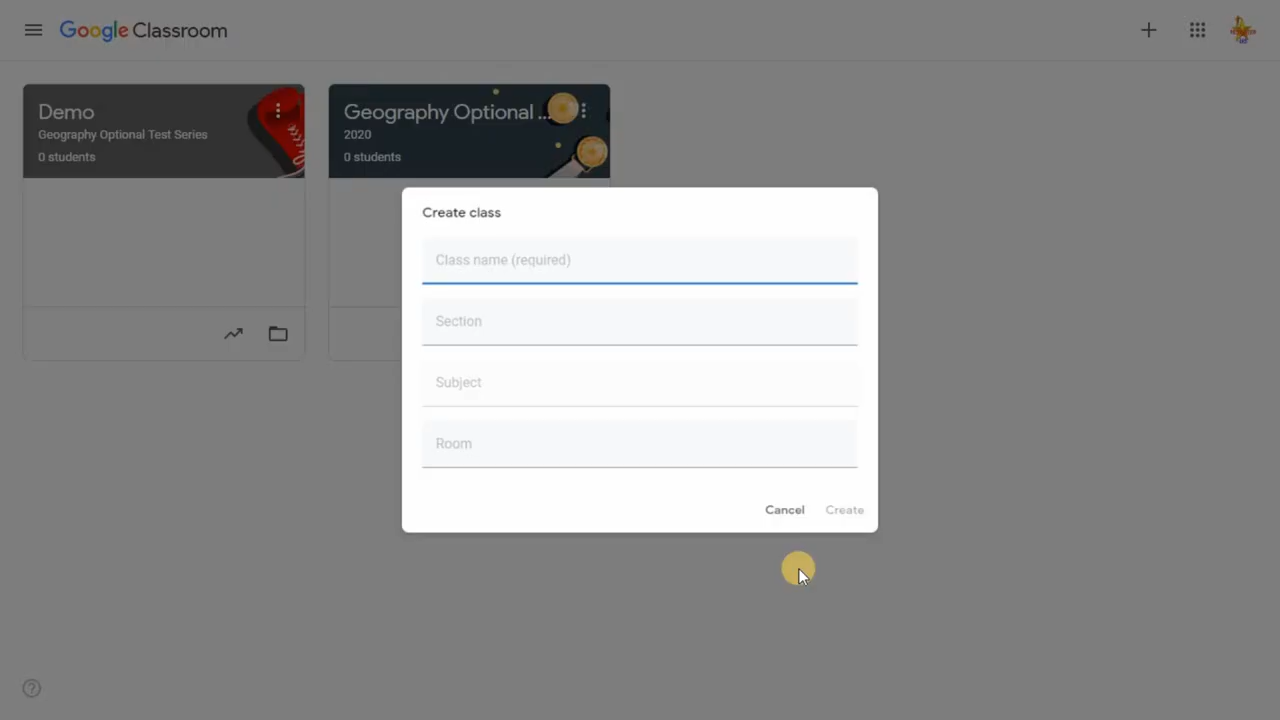 Google Classroom
Demo
Geography Optional Test Series
0 students
Geography Optional ...
2020
0 students
Create class
Class name (required)
Section
Subject
Room
Cancel
Create